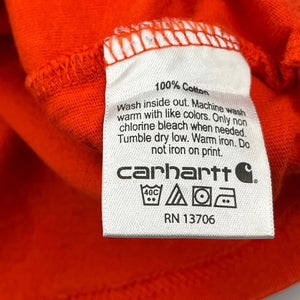 100% Cotton
Wash inside out. Machine wash
warm with like colors. Only non
chlorine bleach when needed.
Tumble dry low. Warm iron. Do
not iron on print.
carhartt
40C
RN 13706